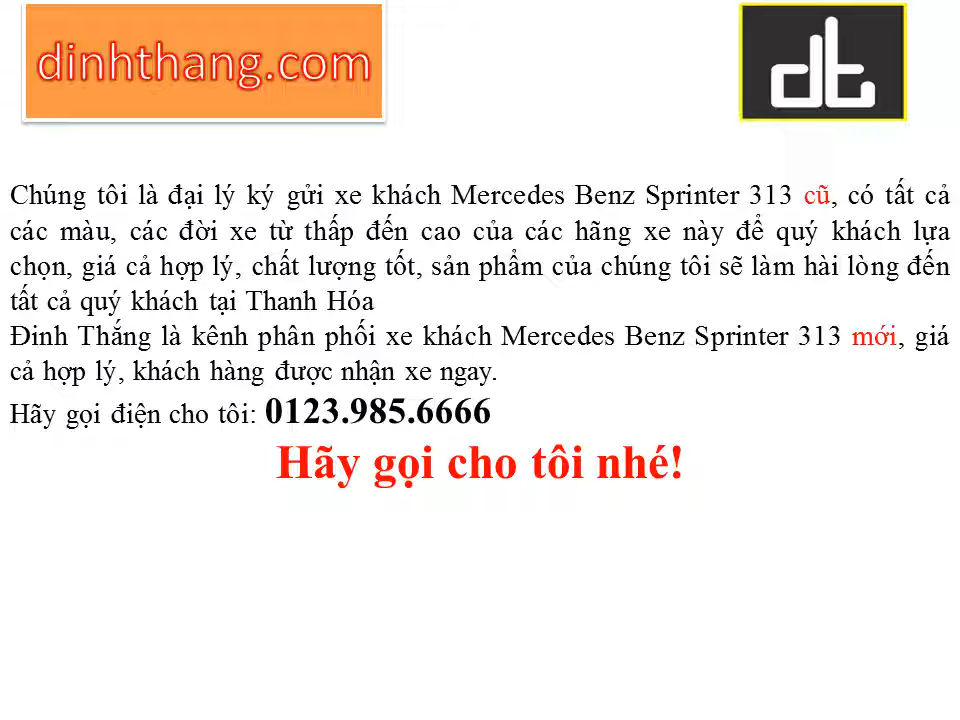 dinhthang.com
dt
Chúng tôi là đại lý ký gửi xe khách Mercedes Benz Sprinter 313 cũ, có tất cả
các màu, các đời xe từ thấp đến cao của các hãng xe này để quý khách lựa
chọn, giá cả hợp lý, chất lượng tốt, sản phẩm của chúng tôi sẽ làm hài lòng đến
tất cả quý khách tại Thanh Hóa
Đinh Thắng là kênh phân phối xe khách Mercedes Benz Sprinter 313 mới, giá
cả hợp lý, khách hàng được nhận xe ngay.
Hãy gọi điện cho tôi: 0123.985.6666
Hãy gọi cho tôi nhé!